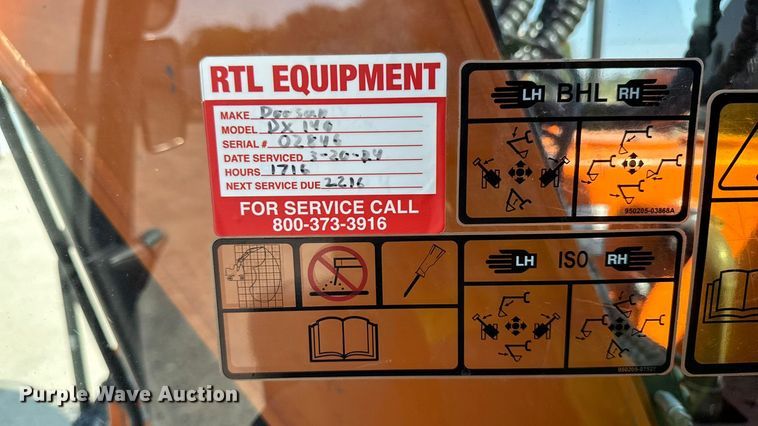 RTL EQUIPMENT
MAKE Doosan
MODEL DX 140
SERIAL # 02846
DATE SERVICED 3-20-24
HOURS 1716
NEXT SERVICE DUE 2216
FOR SERVICE CALL
800-373-3916
LH BHL RH
950205-03868A
LH ISO RH
Purple Wave Auction®